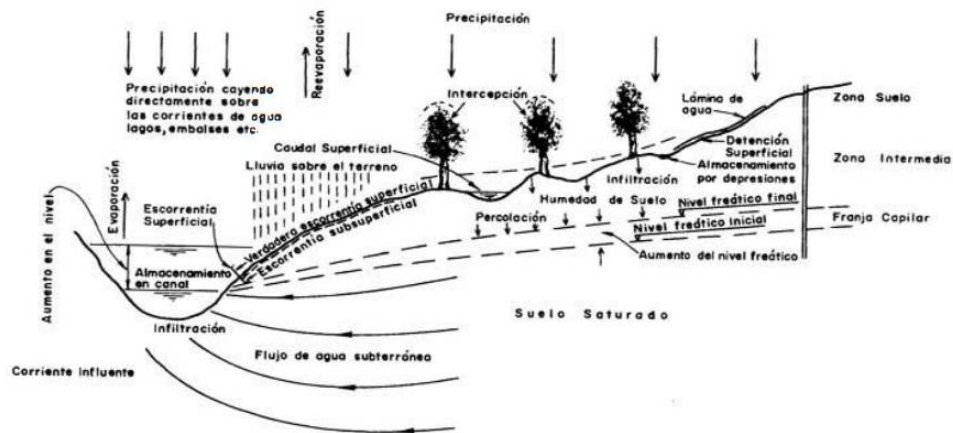 Precipitación
Reevaporación
Precipitación cayendo
directamente sobre
las corrientes de agua
lagos, embalses etc.
Intercepción
Lámina de
agua
Zona Suelo
Caudal Superficial
Detención
Superficial
Lluvia sobre el terreno
Almacenamiento
por depresiones
Zona Intermedia
Infiltración
Evaporación
Escorrentía
Superficial
Verdadera escorrentía superficial
Escorrentía subsuperficial
Humedad de Suelo
Nivel freático final
Percolación
Nivel freático Inicial
Franja Capilar
Aumento en el nivel
Aumento del nivel freático
Almacenamiento
en canal
Suelo Saturado
Infiltración
Flujo de agua subterránea
Corriente Influente